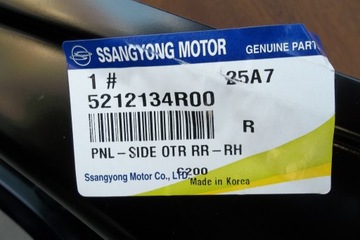 SSANGYONG MOTOR GENUINE PART
1 # 25A7
5212134R00
R
PNL-SIDE OTR RR-RH
6200
Ssangyong Motor Co., LTD. Made in Korea